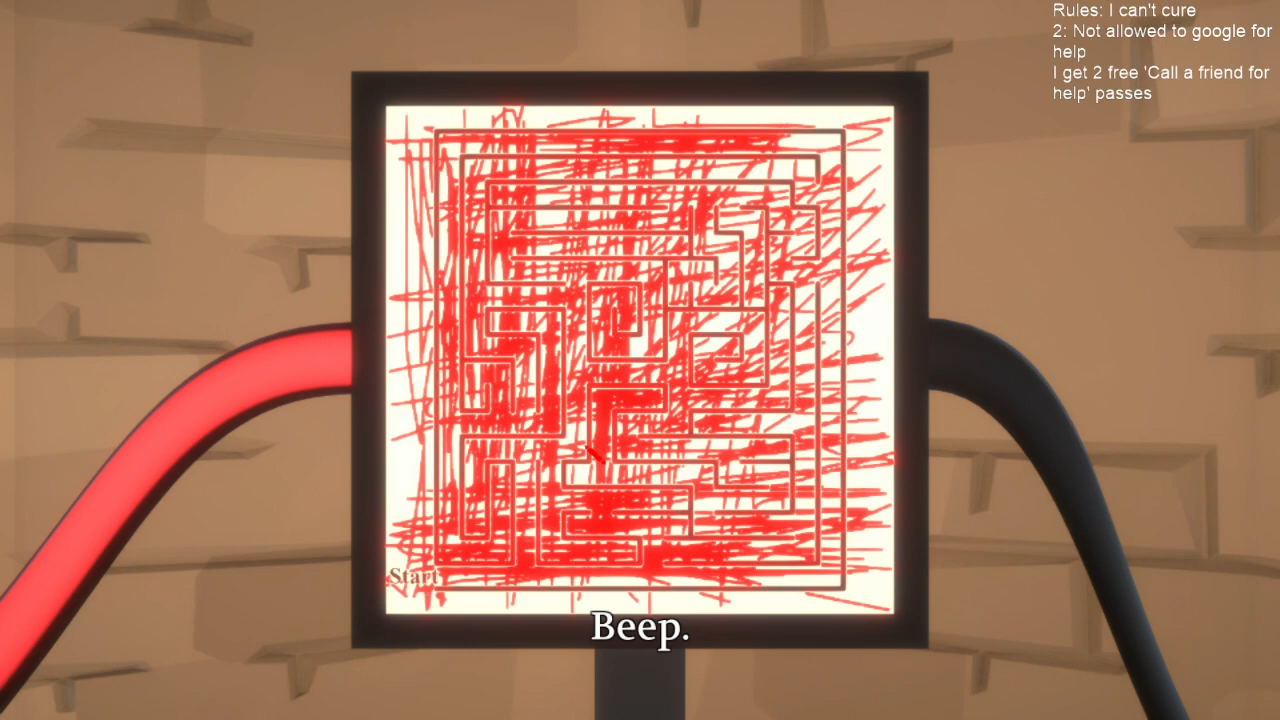 Rules: I can't cure
2: Not allowed to google for
help
I get 2 free 'Call a friend for
help' passes
Start
Beep.